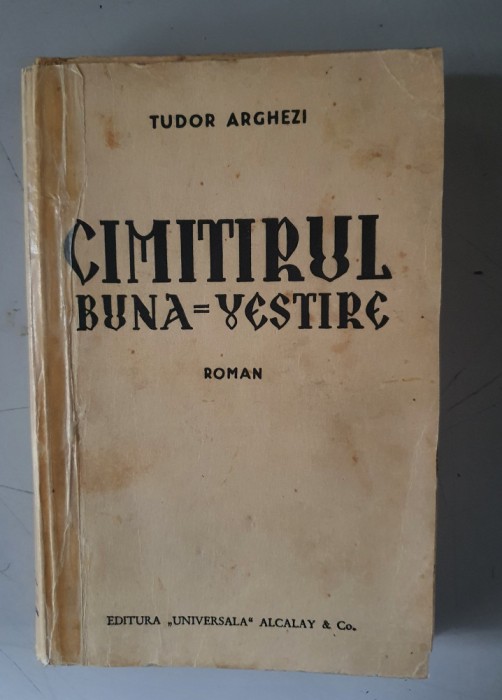 TUDOR ARGHEZI
CIMITIRUL
BUNA=VESTIRE
ROMAN
EDITURA „UNIVERSALA“ ALCALAY & Co.